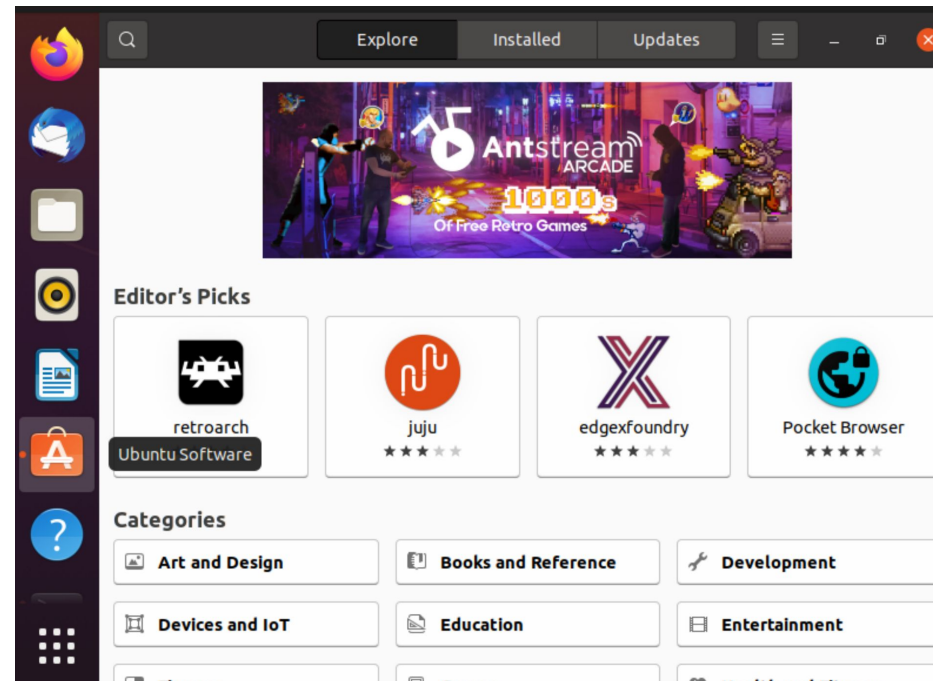 Explore Installed Updates
Antstream
ARCADE
1000s
Of Free Retro Games
Editor’s Picks
retroarch juju edgexfoundry Pocket Browser
Ubuntu Software
Categories
Art and Design Books and Reference Development
Devices and IoT Education Entertainment